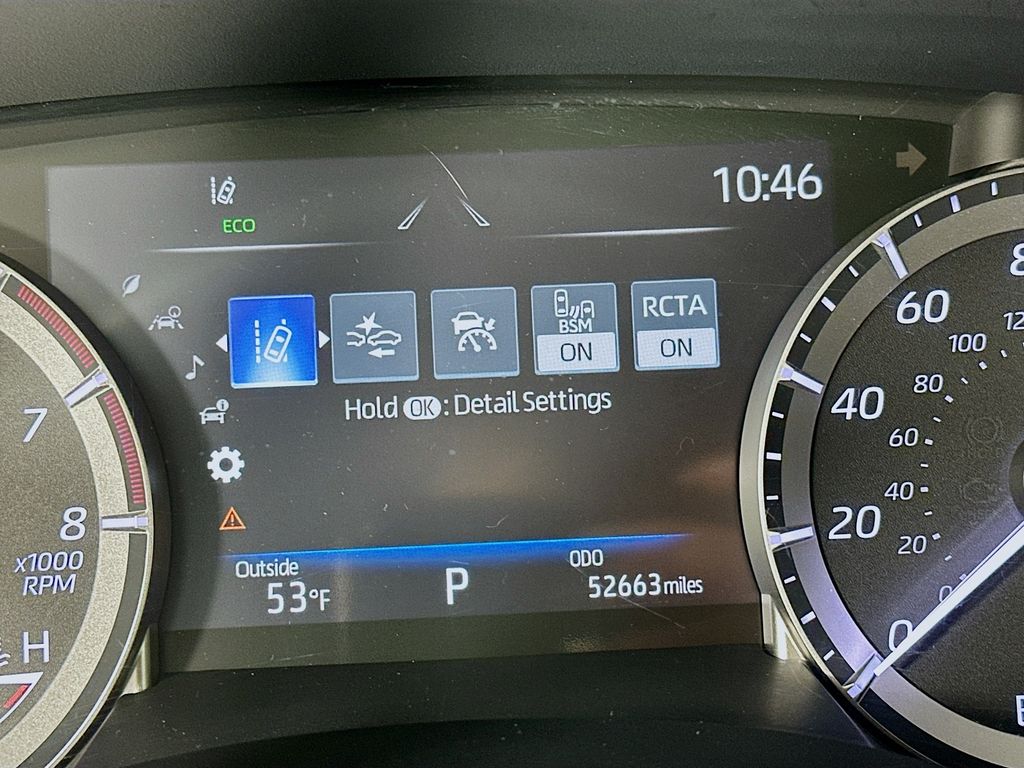 10:46
ECO
BSM
ON
RCTA
ON
Hold OK : Detail Settings
Outside
53°F
P
ODO
52663 miles
7
8
x1000
RPM
H
60
40
20
0
100
80
60
40
20